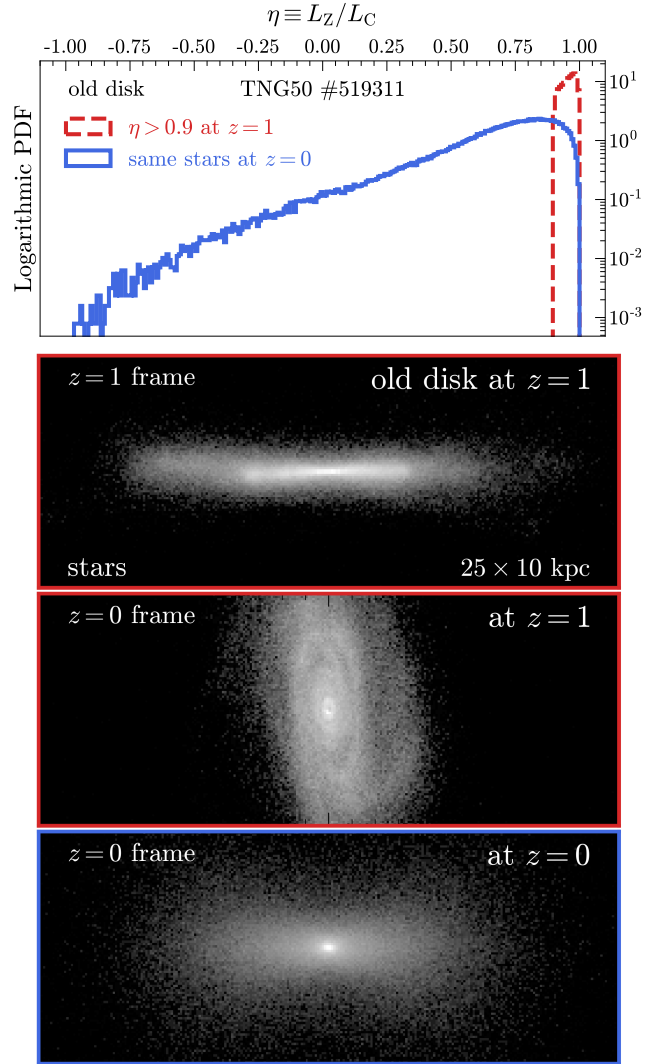 η ≡ L_Z/L_C
-1.00 -0.75 -0.50 -0.25 0.00 0.25 0.50 0.75 1.00
old disk TNG50 #519311
η > 0.9 at z = 1
same stars at z = 0
Logarithmic PDF
10^1
10^0
10^-1
10^-2
10^-3
z = 1 frame old disk at z = 1
stars 25 × 10 kpc
z = 0 frame at z = 1
z = 0 frame at z = 0